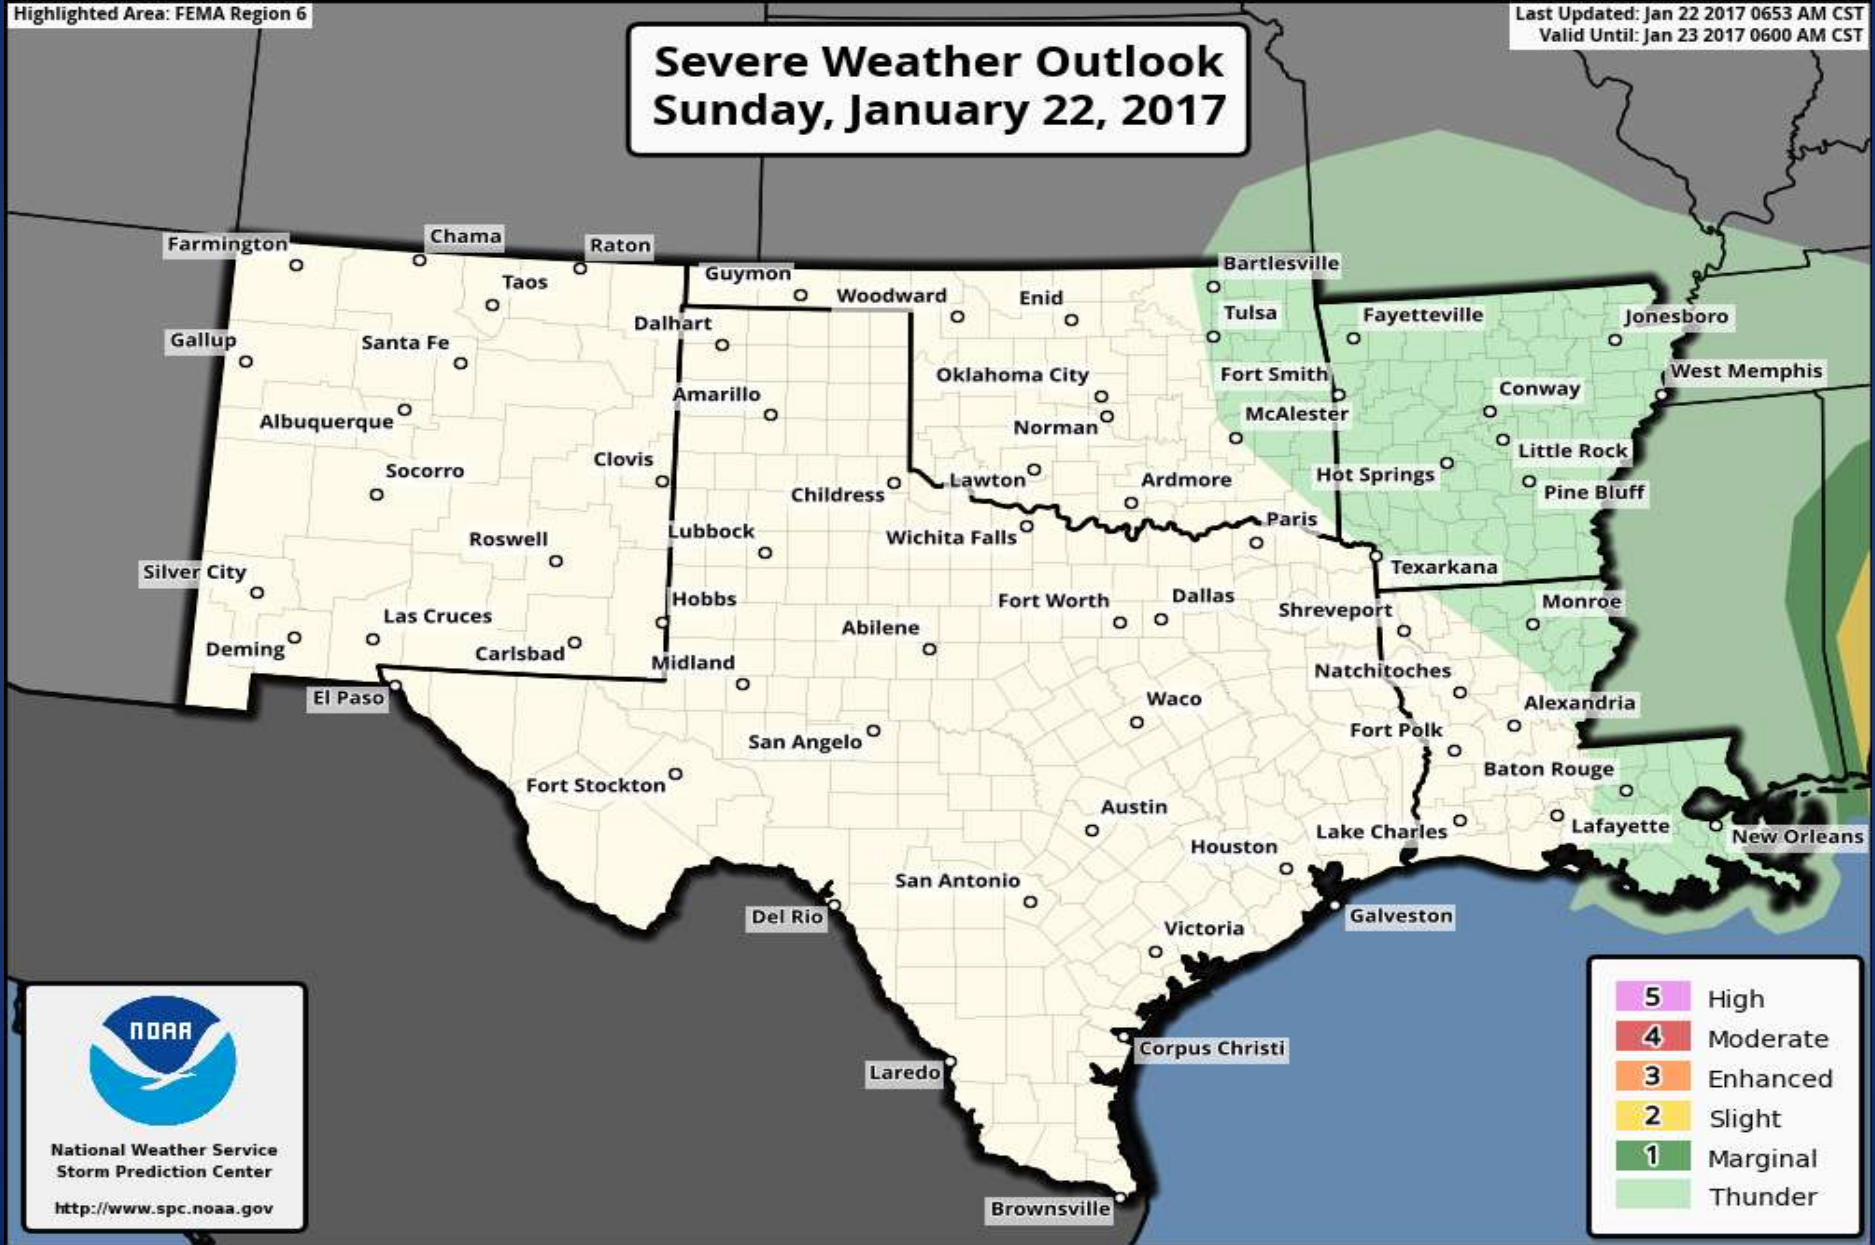 Highlighted Area: FEMA Region 6
Last Updated: Jan 22 2017 0653 AM CST
Valid Until: Jan 23 2017 0600 AM CST
Severe Weather Outlook
Sunday, January 22, 2017
Farmington
Chama
Raton
Taos
Guymon
Woodward
Enid
Bartlesville
Tulsa
Fayetteville
Jonesboro
Gallup
Santa Fe
Dalhart
Oklahoma City
Fort Smith
West Memphis
Conway
Amarillo
Albuquerque
Norman
McAlester
Little Rock
Socorro
Clovis
Childress
Lawton
Ardmore
Hot Springs
Pine Bluff
Roswell
Lubbock
Wichita Falls
Paris
Texarkana
Silver City
Las Cruces
Hobbs
Abilene
Fort Worth
Dallas
Shreveport
Monroe
Deming
Carlsbad
Midland
Natchitoches
El Paso
Waco
Alexandria
San Angelo
Fort Polk
Fort Stockton
Baton Rouge
Austin
Lake Charles
Lafayette
New Orleans
Houston
San Antonio
Del Rio
Galveston
Victoria
Corpus Christi
Laredo
Brownsville
NOAA
National Weather Service
Storm Prediction Center
http://www.spc.noaa.gov
5 High
4 Moderate
3 Enhanced
2 Slight
1 Marginal
Thunder